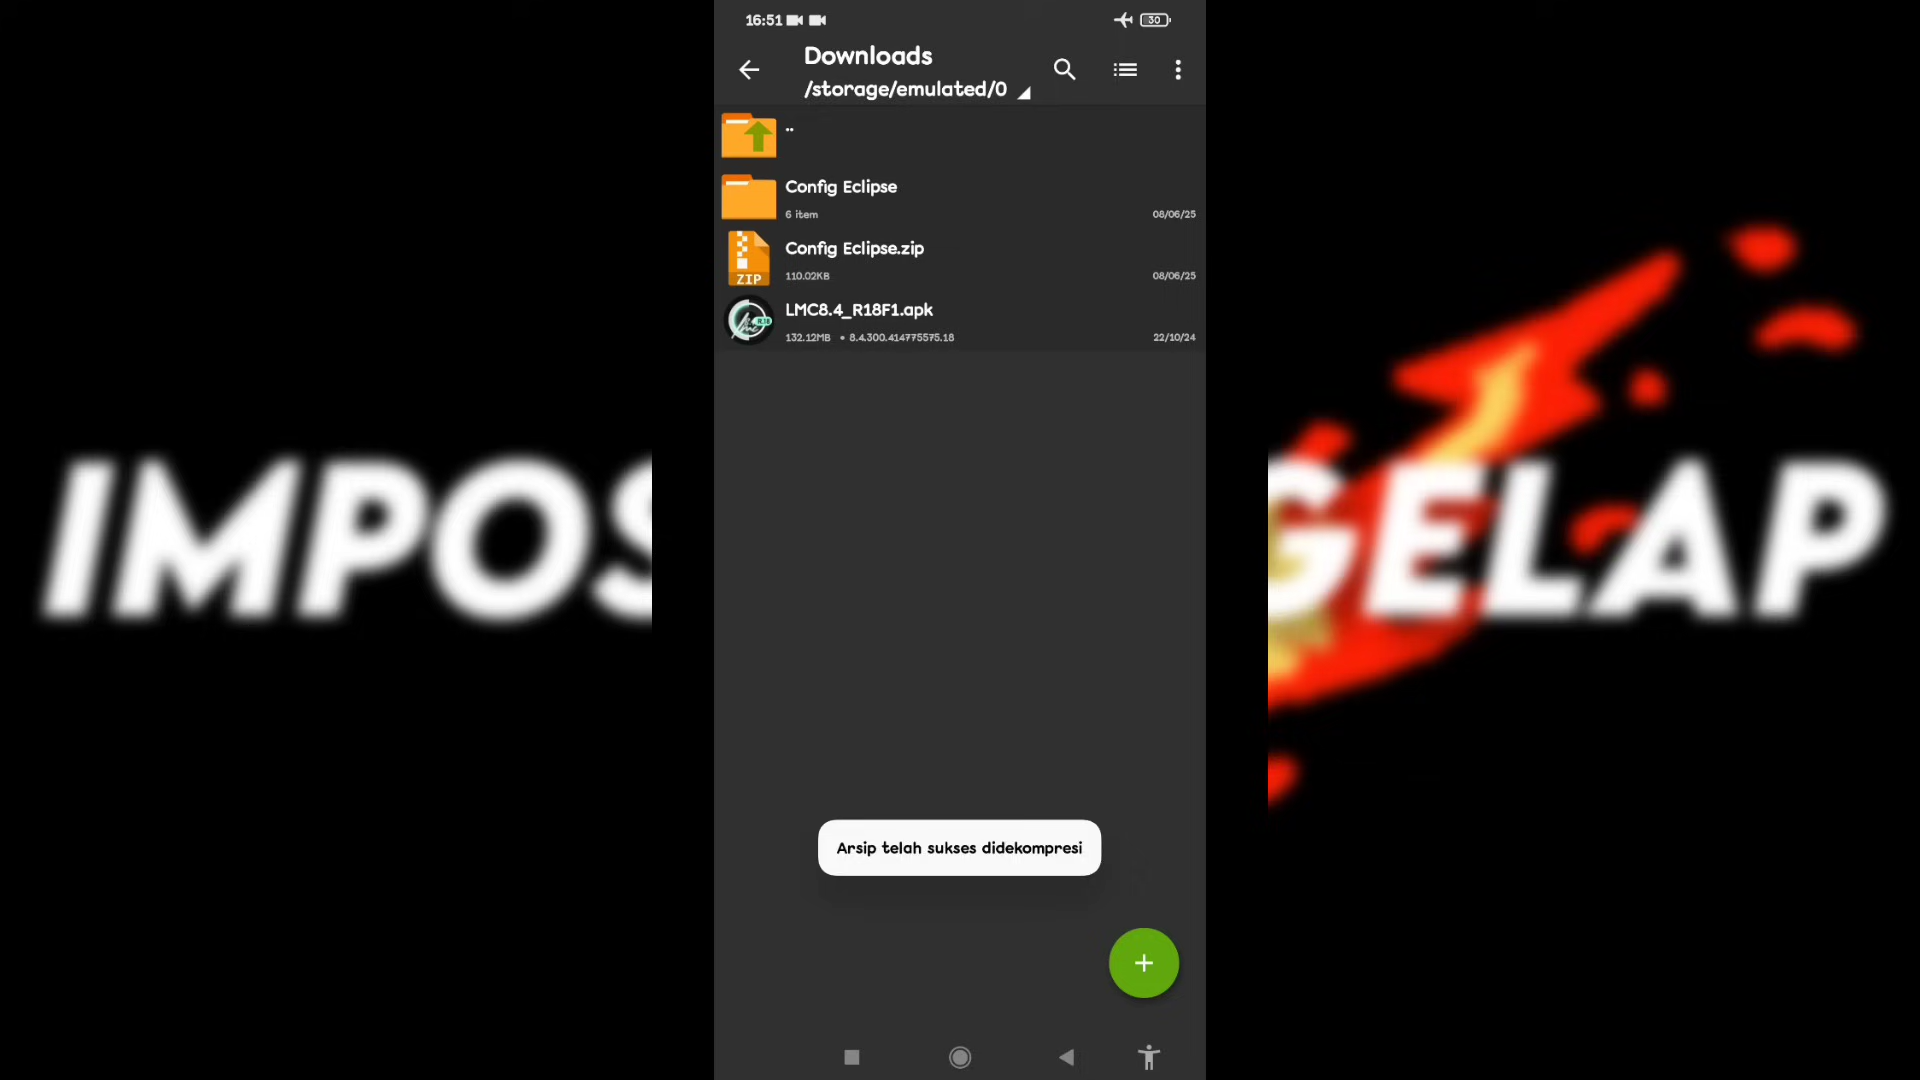 16:51
30
Downloads
/storage/emulated/0
..
Config Eclipse
6 item
08/06/25
ZIP
Config Eclipse.zip
110.02KB
08/06/25
LMC8.4_R18F1.apk
132.12MB • 8.4.300.414775575.18
22/10/24
IMPOS
GELAP
Arsip telah sukses didekompresi